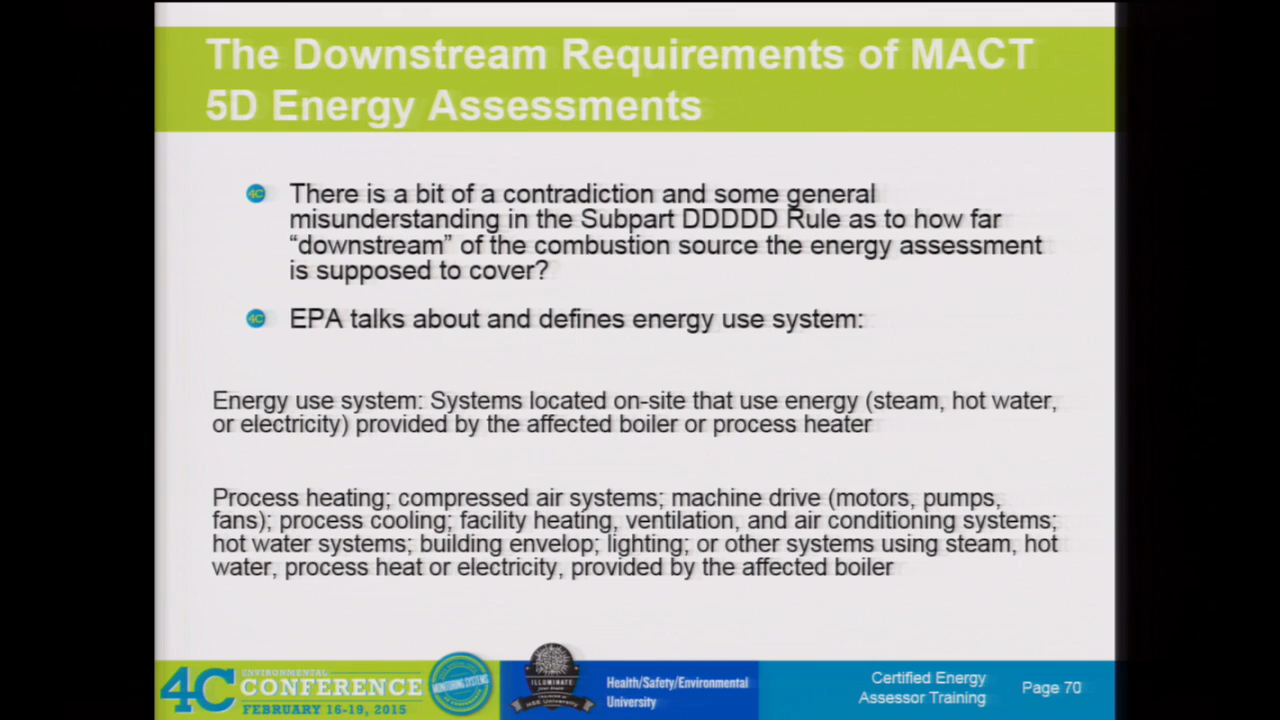 The Downstream Requirements of MACT
5D Energy Assessments
There is a bit of a contradiction and some general
misunderstanding in the Subpart DDDDD Rule as to how far
“downstream” of the combustion source the energy assessment
is supposed to cover?
EPA talks about and defines energy use system:
Energy use system: Systems located on-site that use energy (steam, hot water,
or electricity) provided by the affected boiler or process heater
Process heating; compressed air systems; machine drive (motors, pumps,
fans); process cooling; facility heating, ventilation, and air conditioning systems;
hot water systems; building envelop; lighting; or other systems using steam, hot
water, process heat or electricity, provided by the affected boiler
4C ENVIRONMENTAL
CONFERENCE
FEBRUARY 16-19, 2015
MONITORING SYSTEMS
ILLUMINATE
HSE University
Health/Safety/Environmental
University
Certified Energy
Assessor Training
Page 70